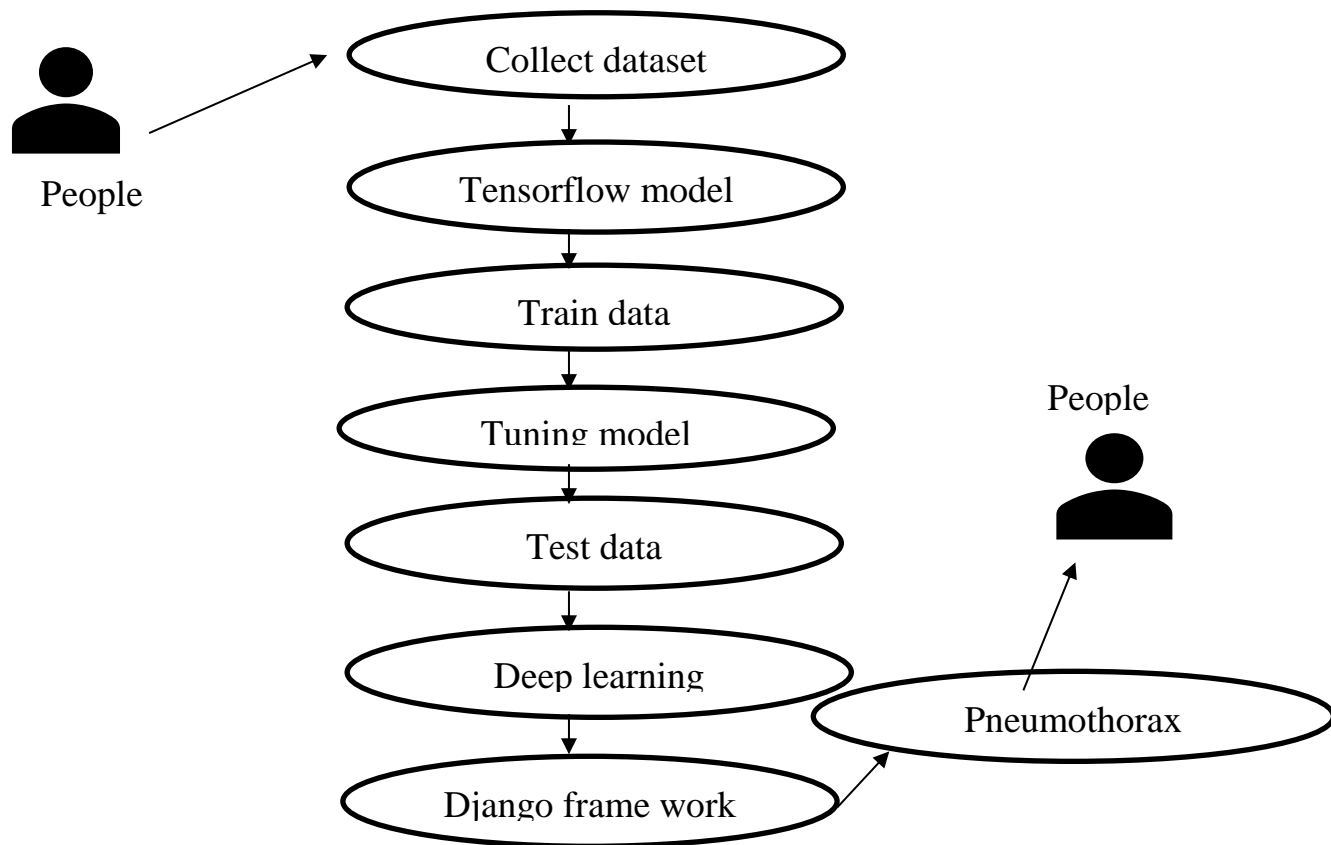 Collect dataset
People
Tensorflow model
Train data
Tuning model
People
Test data
Deep learning
Pneumothorax
Django frame work